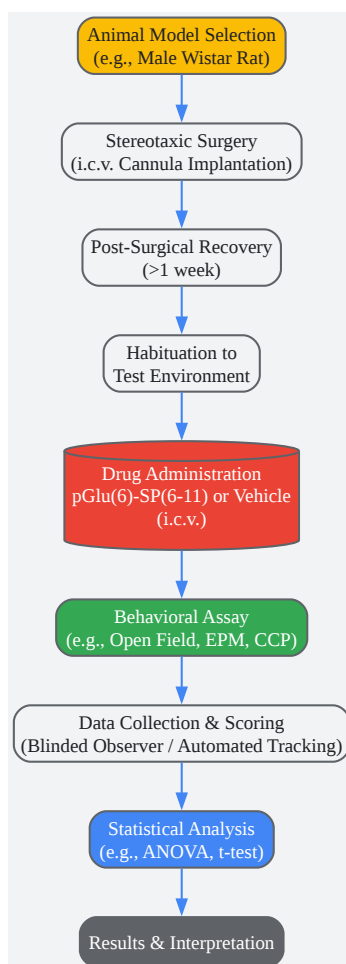 Animal Model Selection
(e.g., Male Wistar Rat)
Stereotaxic Surgery
(i.c.v. Cannula Implantation)
Post-Surgical Recovery
(>1 week)
Habituation to
Test Environment
Drug Administration
pGlu(6)-SP(6-11) or Vehicle
(i.c.v.)
Behavioral Assay
(e.g., Open Field, EPM, CCP)
Data Collection & Scoring
(Blinded Observer / Automated Tracking)
Statistical Analysis
(e.g., ANOVA, t-test)
Results & Interpretation